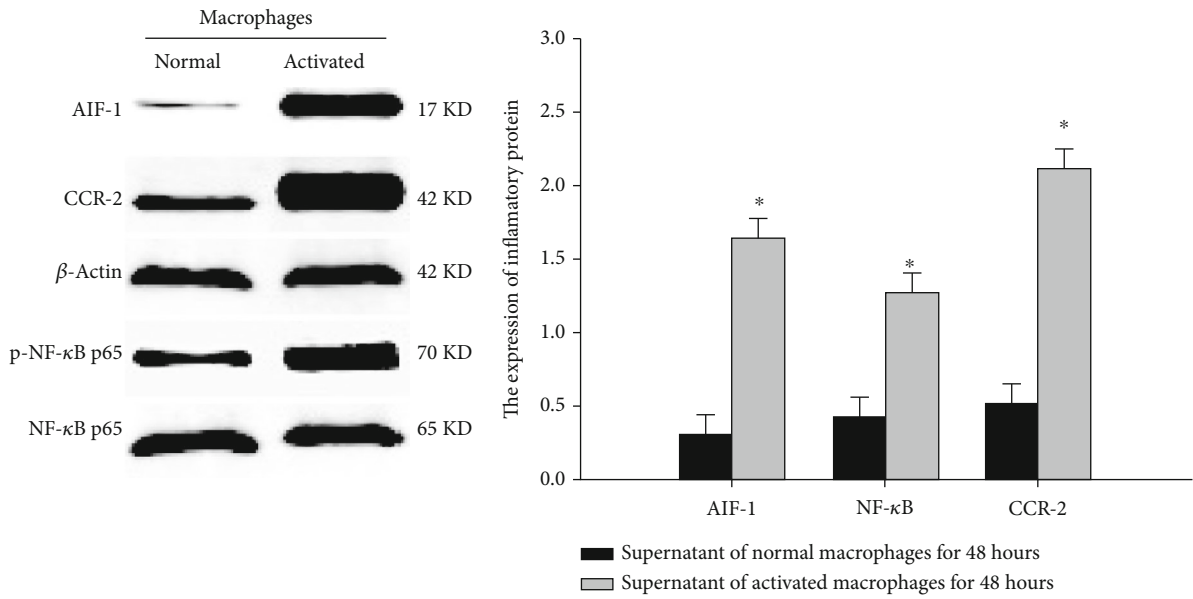 Macrophages
Normal Activated
AIF-1 17 KD
CCR-2 42 KD
β-Actin 42 KD
p-NF-κB p65 70 KD
NF-κB p65 65 KD
The expression of inflamatory protein
3.0
2.5
2.0
1.5
1.0
0.5
0.0
*
*
*
AIF-1 NF-κB CCR-2
Supernatant of normal macrophages for 48 hours
Supernatant of activated macrophages for 48 hours